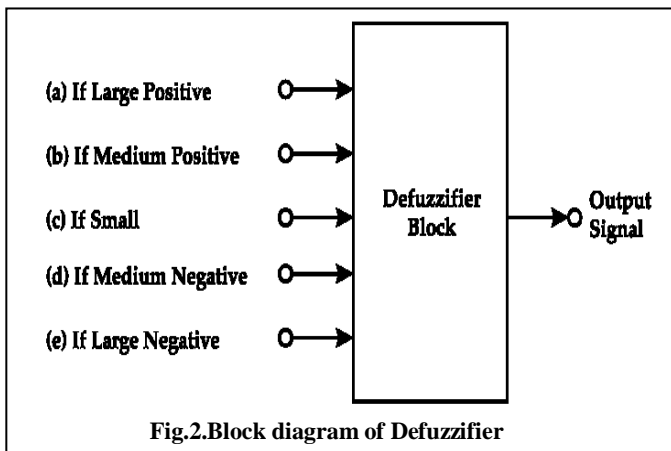 (a) If Large Positive
(b) If Medium Positive
(c) If Small
(d) If Medium Negative
(e) If Large Negative
Defuzzifier
Block
Output
Signal
Fig.2.Block diagram of Defuzzifier